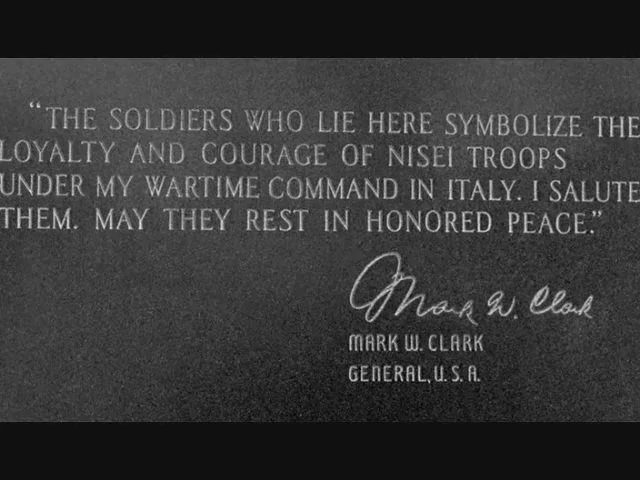 “THE SOLDIERS WHO LIE HERE SYMBOLIZE THE
LOYALTY AND COURAGE OF NISEI TROOPS
UNDER MY WARTIME COMMAND IN ITALY. I SALUTE
THEM. MAY THEY REST IN HONORED PEACE.”
Mark W. Clark
MARK W. CLARK
GENERAL, U. S. A.